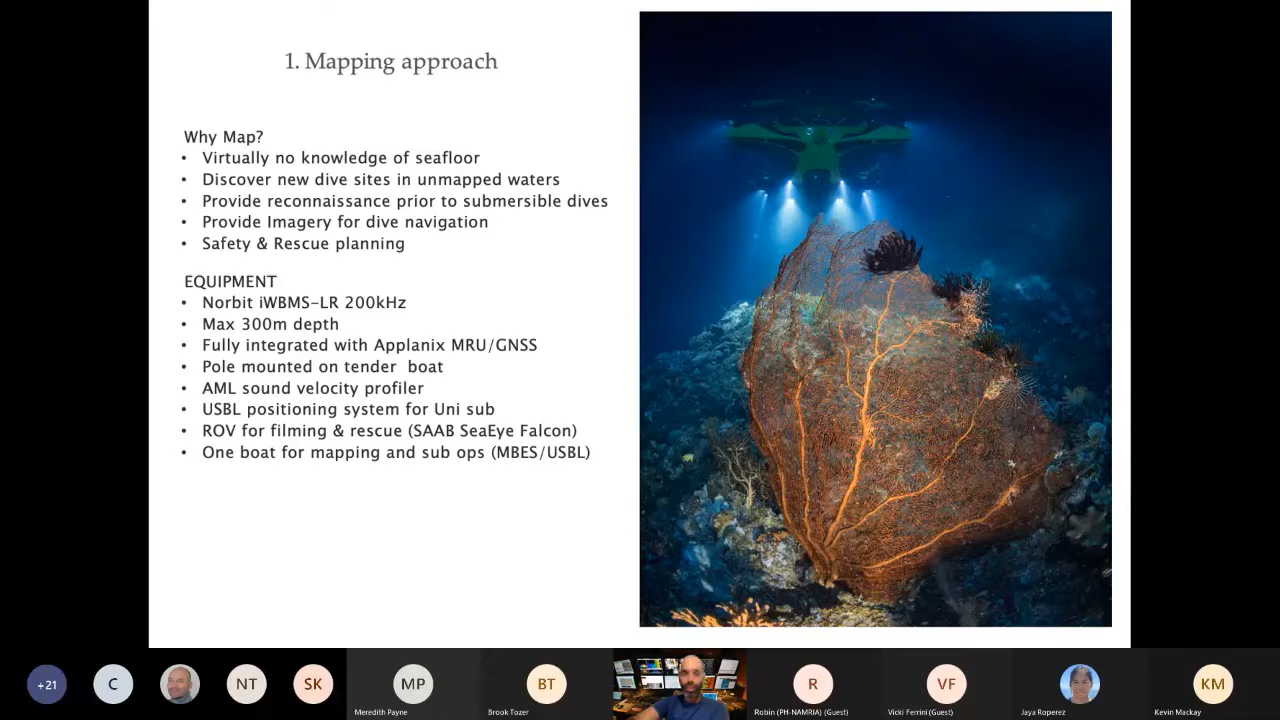 1. Mapping approach
Why Map?
• Virtually no knowledge of seafloor
• Discover new dive sites in unmapped waters
• Provide reconnaissance prior to submersible dives
• Provide Imagery for dive navigation
• Safety & Rescue planning
EQUIPMENT
• Norbit iWBMS-LR 200kHz
• Max 300m depth
• Fully integrated with Applanix MRU/GNSS
• Pole mounted on tender boat
• AML sound velocity profiler
• USBL positioning system for Uni sub
• ROV for filming & rescue (SAAB SeaEye Falcon)
• One boat for mapping and sub ops (MBES/USBL)
+21
C
NT
SK
MP
BT
R
VF
KM
Meredith Payne
Brook Tozer
Robin (PH-NAMRIA) (Guest)
Vicki Ferrini (Guest)
Jaya Roperez
Kevin Mackay